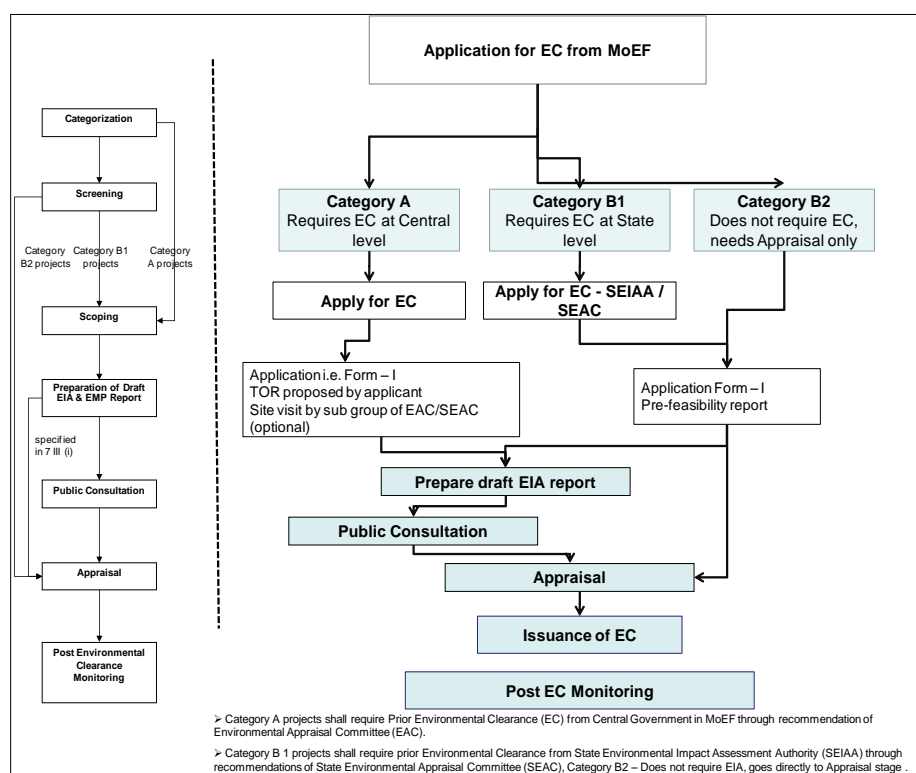 Application for EC from MoEF
Categorization
Screening
Category
B2 projects
Category B1
projects
Category
A projects
Scoping
Preparation of Draft
EIA & EMP Report
specified
in 7 III (i)
Public Consultation
Appraisal
Post Environmental
Clearance
Monitoring
Category A
Requires EC at Central
level
Category B1
Requires EC at State
level
Category B2
Does not require EC,
needs Appraisal only
Apply for EC
Apply for EC - SEIAA /
SEAC
Application i.e. Form – I
TOR proposed by applicant
Site visit by sub group of EAC/SEAC
(optional)
Application Form – I
Pre-feasibility report
Prepare draft EIA report
Public Consultation
Appraisal
Issuance of EC
Post EC Monitoring
➢ Category A projects shall require Prior Environmental Clearance (EC) from Central Government in MoEF through recommendation of
Environmental Appraisal Committee (EAC).
➢ Category B 1 projects shall require prior Environmental Clearance from State Environmental Impact Assessment Authority (SEIAA) through
recommendations of State Environmental Appraisal Committee (SEAC), Category B2 – Does not require EIA, goes directly to Appraisal stage .